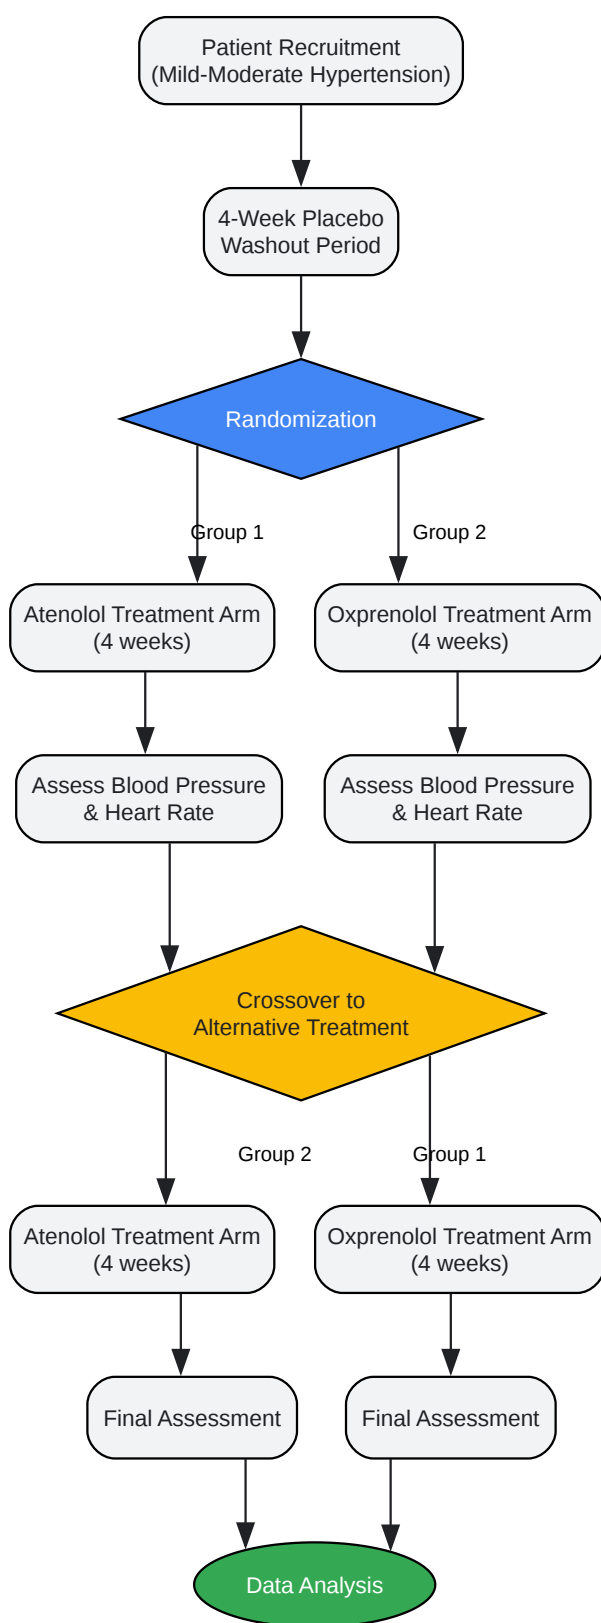 Patient Recruitment
(Mild-Moderate Hypertension)
4-Week Placebo
Washout Period
Randomization
Group 1
Group 2
Atenolol Treatment Arm
(4 weeks)
Oxprenolol Treatment Arm
(4 weeks)
Assess Blood Pressure
& Heart Rate
Assess Blood Pressure
& Heart Rate
Crossover to
Alternative Treatment
Group 2
Group 1
Atenolol Treatment Arm
(4 weeks)
Oxprenolol Treatment Arm
(4 weeks)
Final Assessment
Final Assessment
Data Analysis